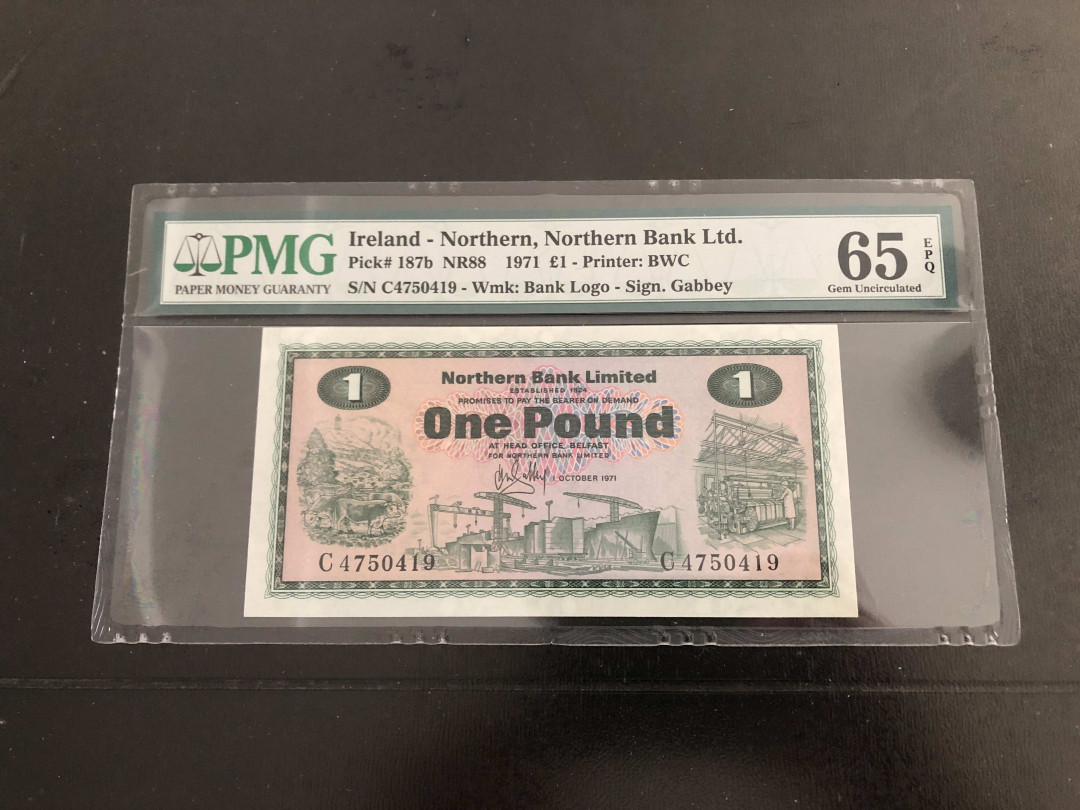 PMG
PAPER MONEY GUARANTY
Ireland - Northern, Northern Bank Ltd.
Pick# 187b NR88 1971 £1 - Printer: BWC
S/N C4750419 - Wmk: Bank Logo - Sign. Gabbey
65 EPQ
Gem Uncirculated
1
1
Northern Bank Limited
ESTABLISHED 1824
PROMISES TO PAY THE BEARER ON DEMAND
One Pound
AT HEAD OFFICE BELFAST
FOR NORTHERN BANK LIMITED
1 OCTOBER 1971
C 4750419
C 4750419